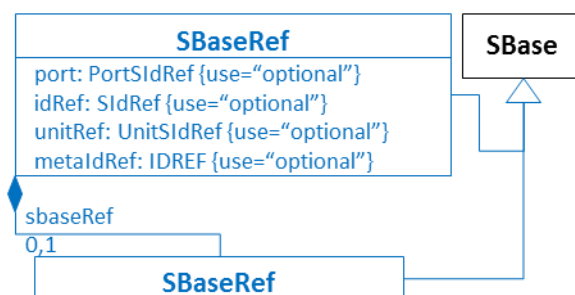 SBaseRef
SBase
port: PortSIdRef {use=“optional”}
idRef: SIdRef {use=“optional”}
unitRef: UnitSIdRef {use=“optional”}
metaIdRef: IDREF {use=“optional”}
sbaseRef
0,1
SBaseRef